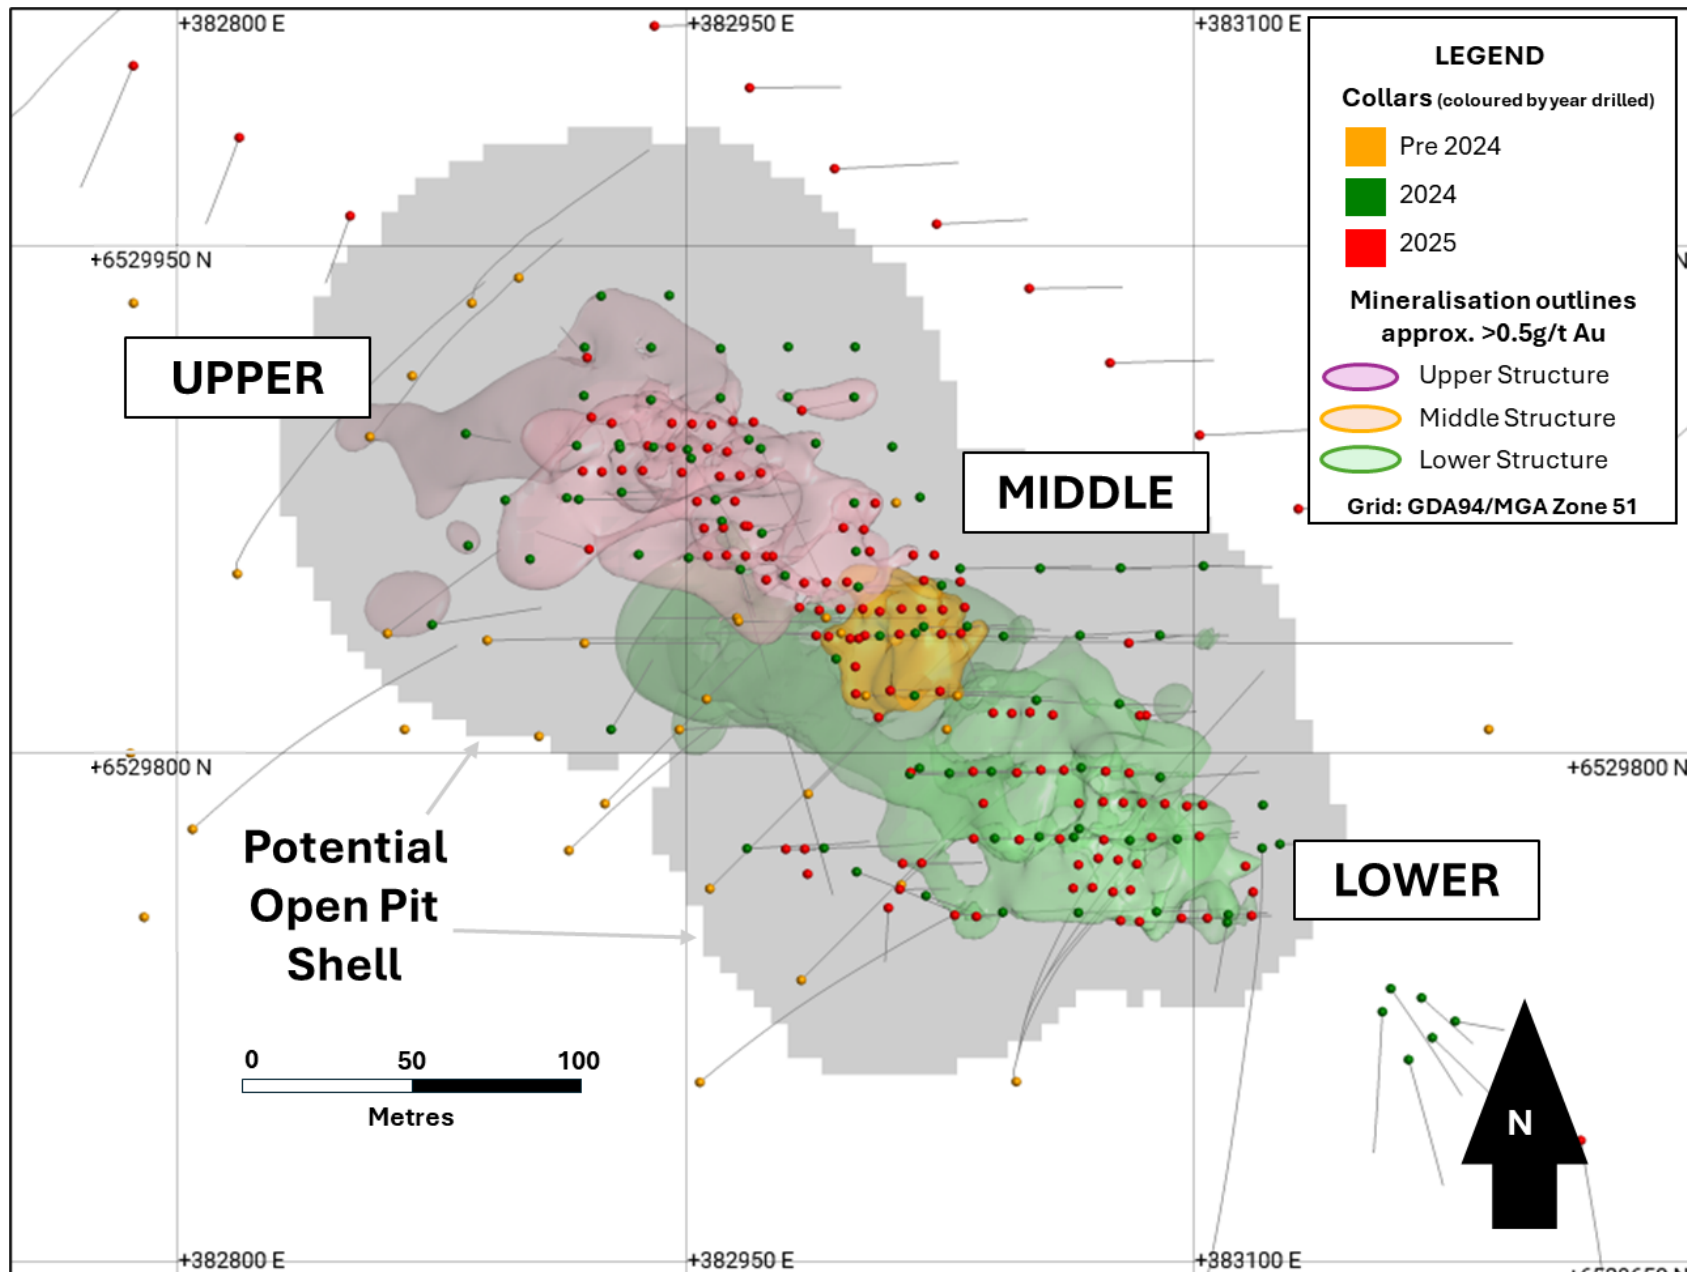 +382800 E
+382950 E
+383100 E
LEGEND
Collars (coloured by year drilled)
Pre 2024
2024
2025
Mineralisation outlines
approx. >0.5g/t Au
Upper Structure
Middle Structure
Lower Structure
Grid: GDA94/MGA Zone 51
+6529950 N
N
UPPER
MIDDLE
+6529800 N
+6529800 N
LOWER
Potential
Open Pit
Shell
0 50 100
Metres
N
+382800 E
+382950 E
+383100 E